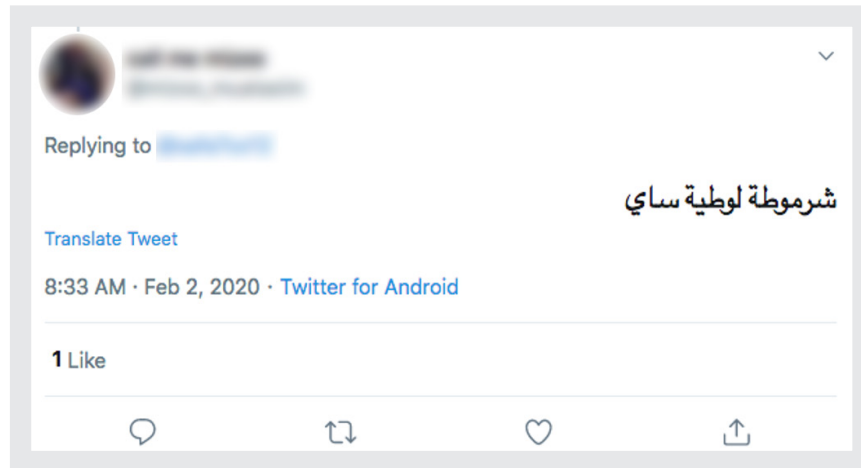 Replying to
شرموطة لوطية ساي
Translate Tweet
8:33 AM · Feb 2, 2020 · Twitter for Android
1 Like